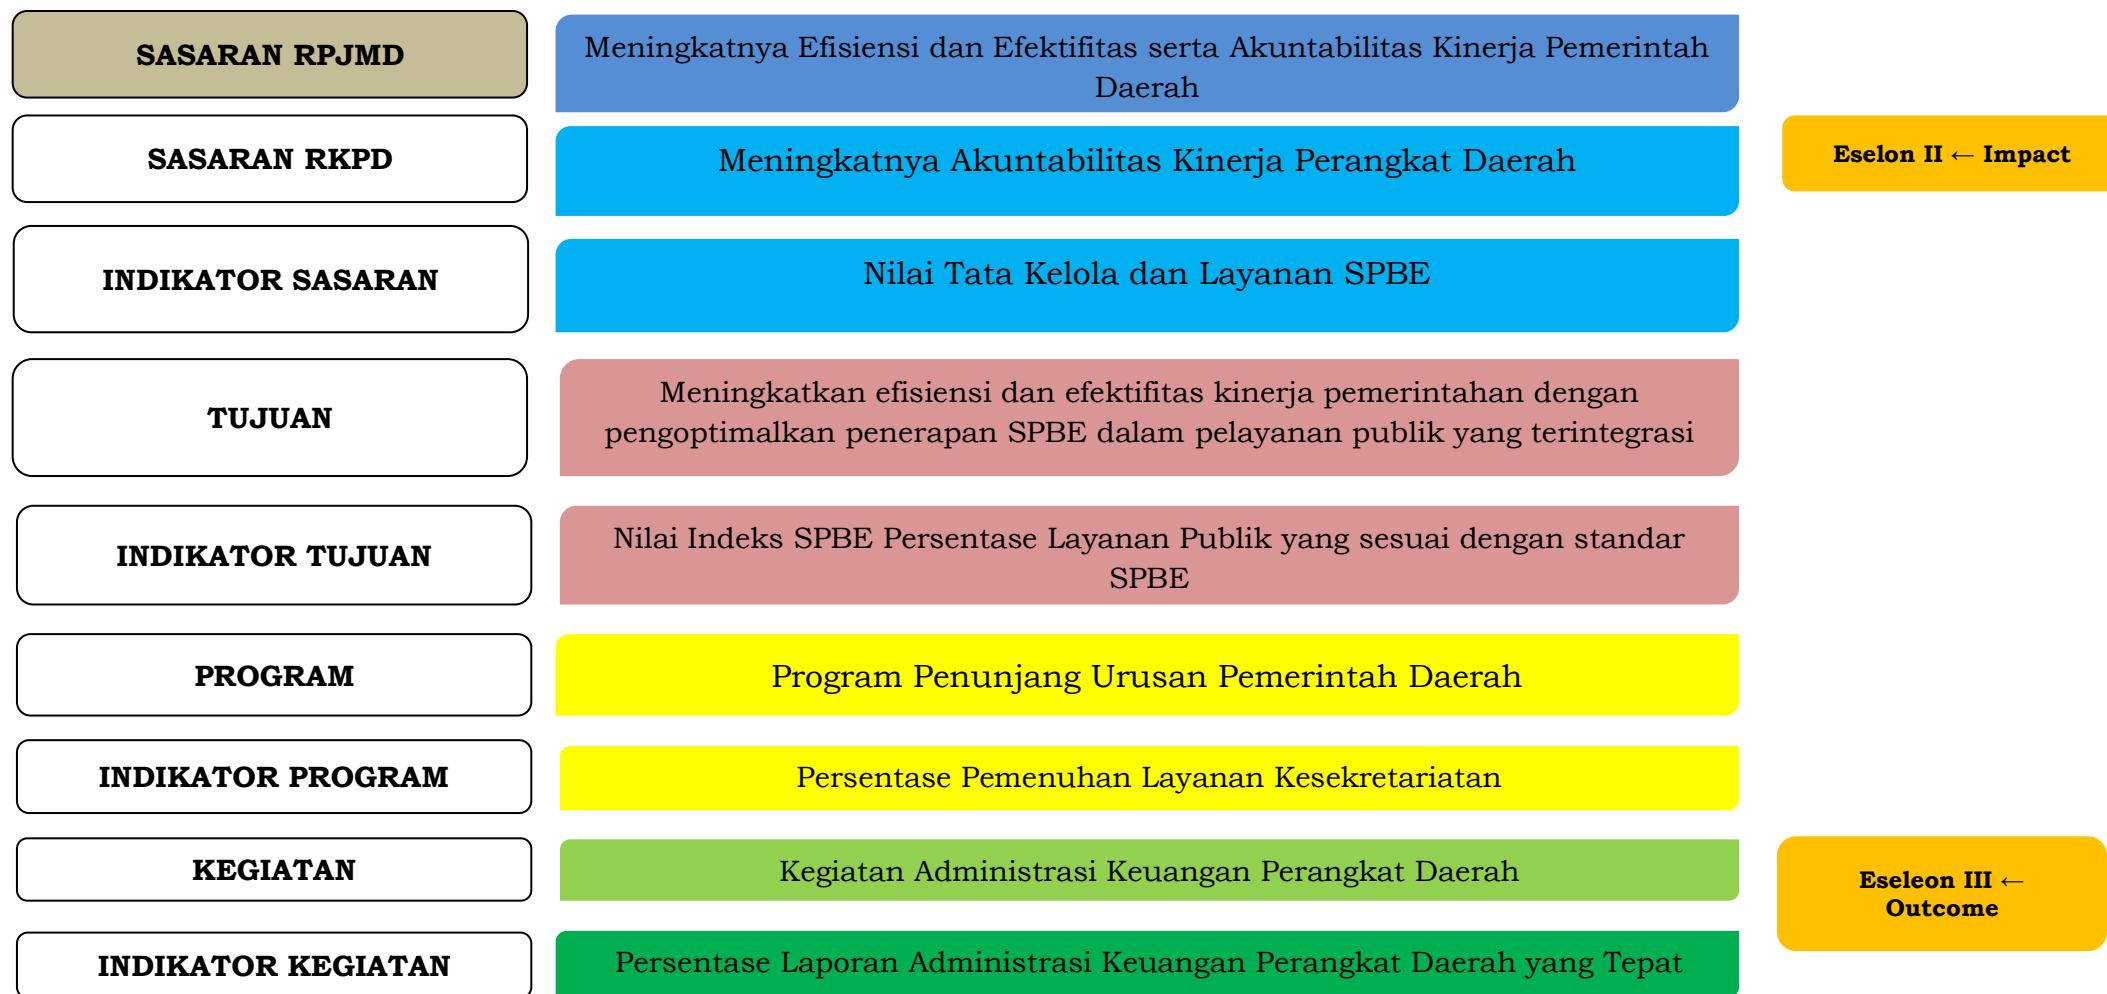 SASARAN RPJMD
Meningkatnya Efisiensi dan Efektifitas serta Akuntabilitas Kinerja Pemerintah
Daerah
SASARAN RKPD
Meningkatnya Akuntabilitas Kinerja Perangkat Daerah
Eselon II ← Impact
INDIKATOR SASARAN
Nilai Tata Kelola dan Layanan SPBE
TUJUAN
Meningkatkan efisiensi dan efektifitas kinerja pemerintahan dengan
pengoptimalkan penerapan SPBE dalam pelayanan publik yang terintegrasi
INDIKATOR TUJUAN
Nilai Indeks SPBE Persentase Layanan Publik yang sesuai dengan standar
SPBE
PROGRAM
Program Penunjang Urusan Pemerintah Daerah
INDIKATOR PROGRAM
Persentase Pemenuhan Layanan Kesekretariatan
KEGIATAN
Kegiatan Administrasi Keuangan Perangkat Daerah
Eseleon III ←
Outcome
INDIKATOR KEGIATAN
Persentase Laporan Administrasi Keuangan Perangkat Daerah yang Tepat